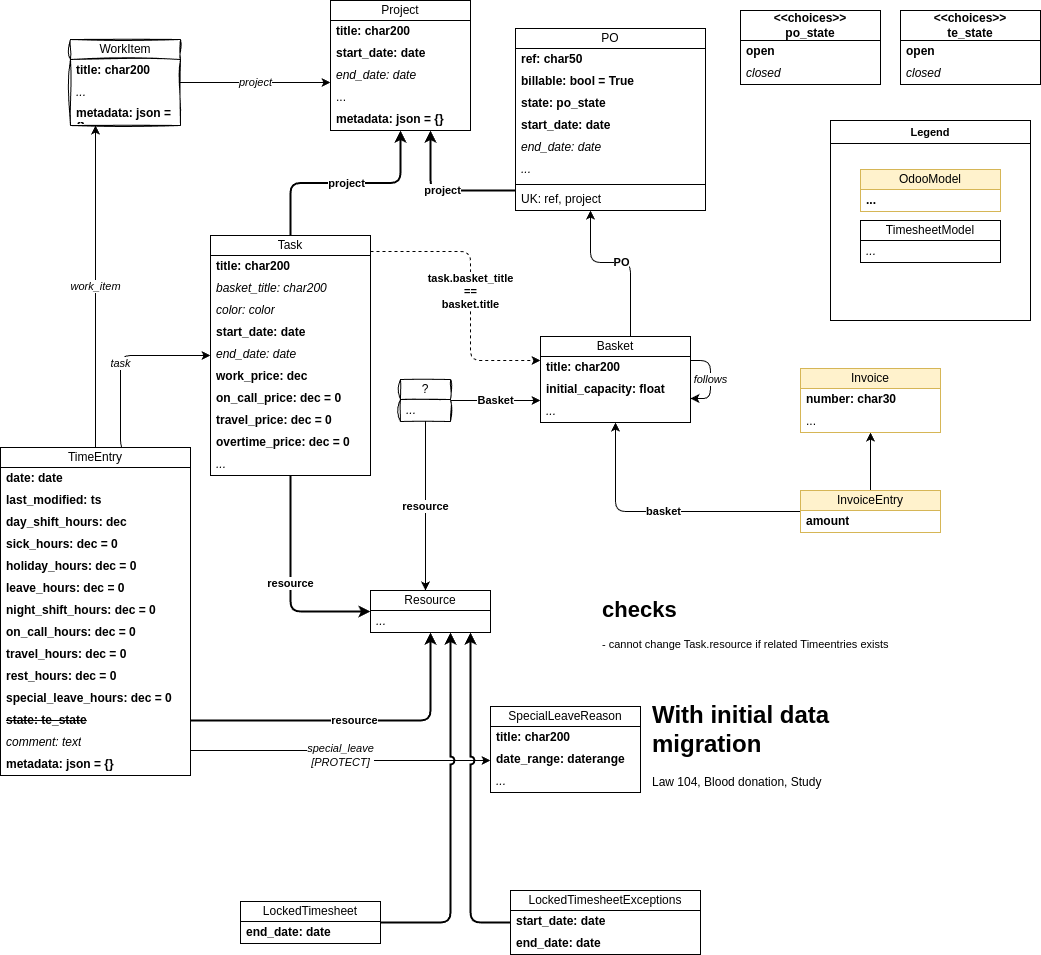 Project
title: char200
start_date: date
end_date: date
...
metadata: json = {}
WorkItem
title: char200
...
metadata: json =
project
PO
ref: char50
billable: bool = True
state: po_state
start_date: date
end_date: date
...
UK: ref, project
<<choices>>
po_state
open
closed
<<choices>>
te_state
open
closed
Legend
OdooModel
...
TimesheetModel
...
project
project
Task
title: char200
basket_title: char200
color: color
start_date: date
end_date: date
work_price: dec
on_call_price: dec = 0
travel_price: dec = 0
overtime_price: dec = 0
...
task.basket_title
==
basket.title
PO
work_item
task
Basket
title: char200
initial_capacity: float
...
follows
?
...
Basket
Invoice
number: char30
...
InvoiceEntry
amount
basket
resource
resource
TimeEntry
date: date
last_modified: ts
day_shift_hours: dec
sick_hours: dec = 0
holiday_hours: dec = 0
leave_hours: dec = 0
night_shift_hours: dec = 0
on_call_hours: dec = 0
travel_hours: dec = 0
rest_hours: dec = 0
special_leave_hours: dec = 0
state: te_state
comment: text
metadata: json = {}
Resource
...
checks
- cannot change Task.resource if related Timeentries exists
resource
special_leave
[PROTECT]
SpecialLeaveReason
title: char200
date_range: daterange
...
With initial data
migration
Law 104, Blood donation, Study
LockedTimesheet
end_date: date
LockedTimesheetExceptions
start_date: date
end_date: date